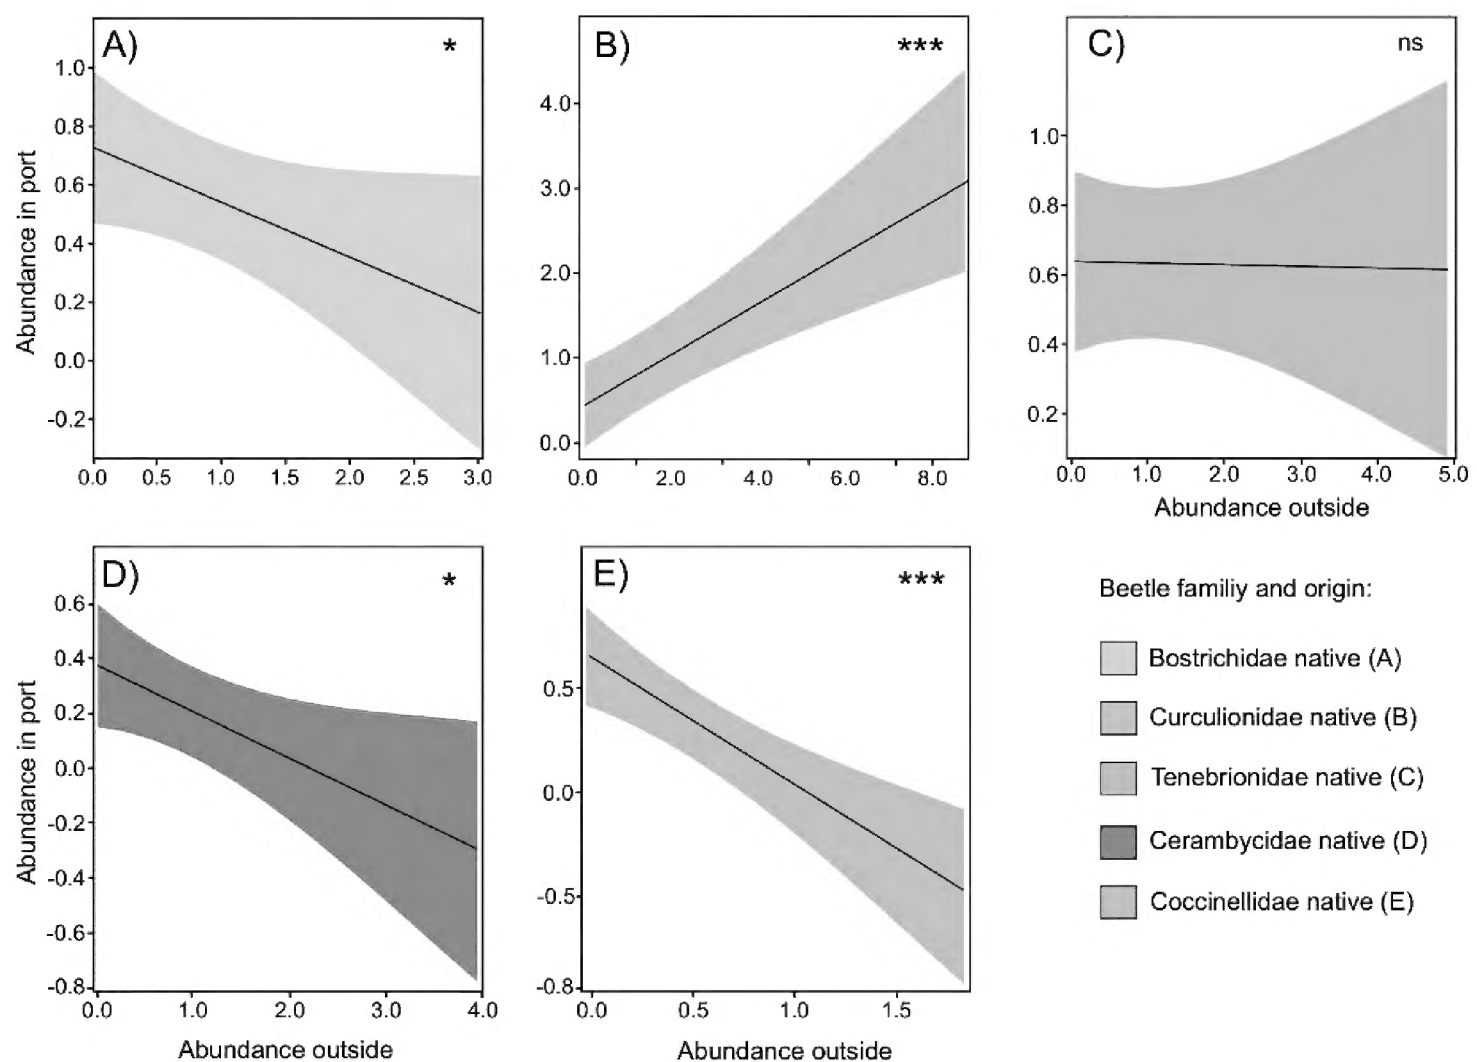 A)
*
Abundance in port
1.0
0.8
0.6
0.4
0.2
0.0
-0.2
0.0 0.5 1.0 1.5 2.0 2.5 3.0
B)
***
4.0
3.0
2.0
1.0
0.0
0.0 2.0 4.0 6.0 8.0
C)
ns
1.0
0.8
0.6
0.4
0.2
0.0 1.0 2.0 3.0 4.0 5.0
Abundance outside
D)
*
Abundance in port
0.6
0.4
0.2
0.0
-0.2
-0.4
-0.6
-0.8
0.0 1.0 2.0 3.0 4.0
Abundance outside
E)
***
0.5
0.0
-0.5
-0.8
0.0 0.5 1.0 1.5
Abundance outside
Beetle familiy and origin:
Bostrichidae native (A)
Curculionidae native (B)
Tenebrionidae native (C)
Cerambycidae native (D)
Coccinellidae native (E)